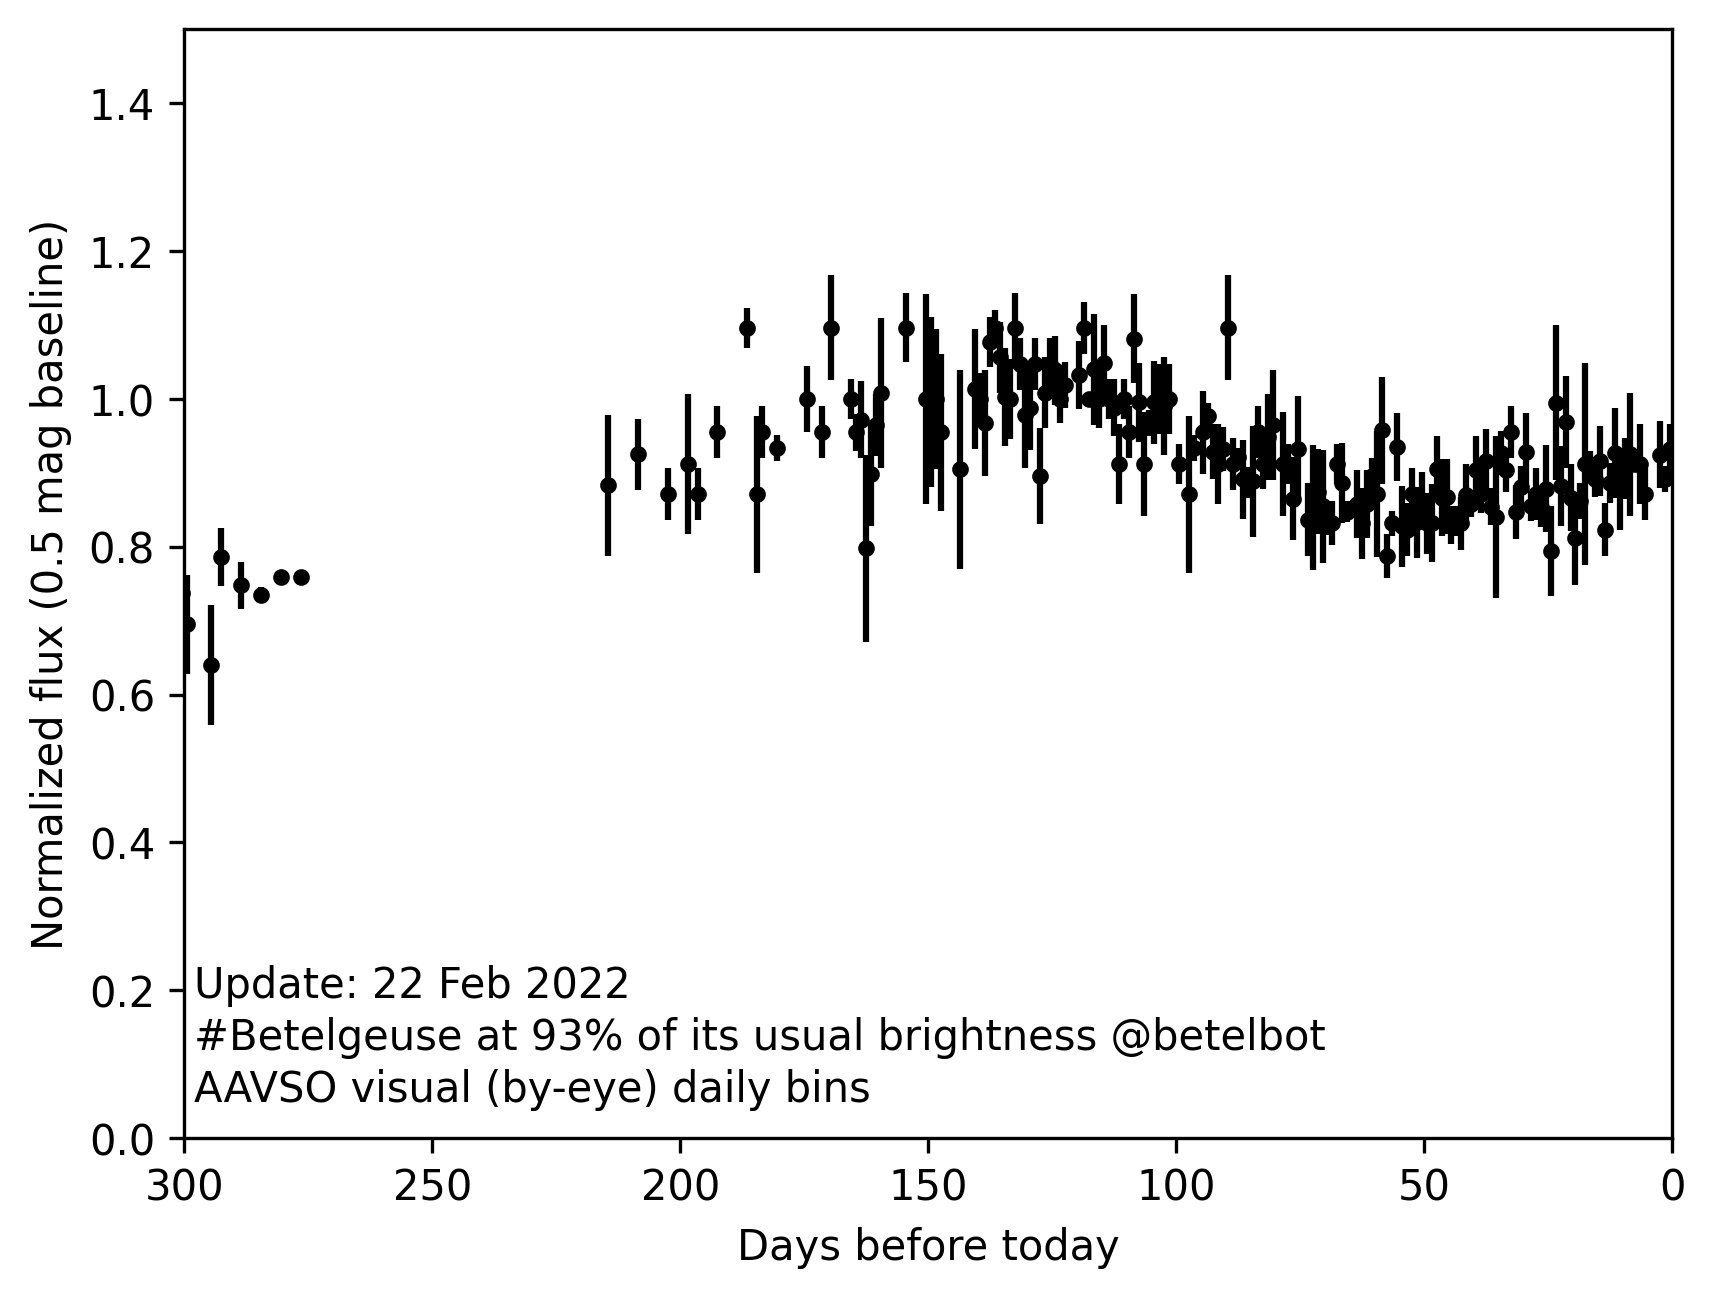 1.4
1.2
1.0
0.8
0.6
0.4
0.2
0.0
Normalized flux (0.5 mag baseline)
Update: 22 Feb 2022
#Betelgeuse at 93% of its usual brightness @betelbot
AAVSO visual (by-eye) daily bins
300 250 200 150 100 50 0
Days before today